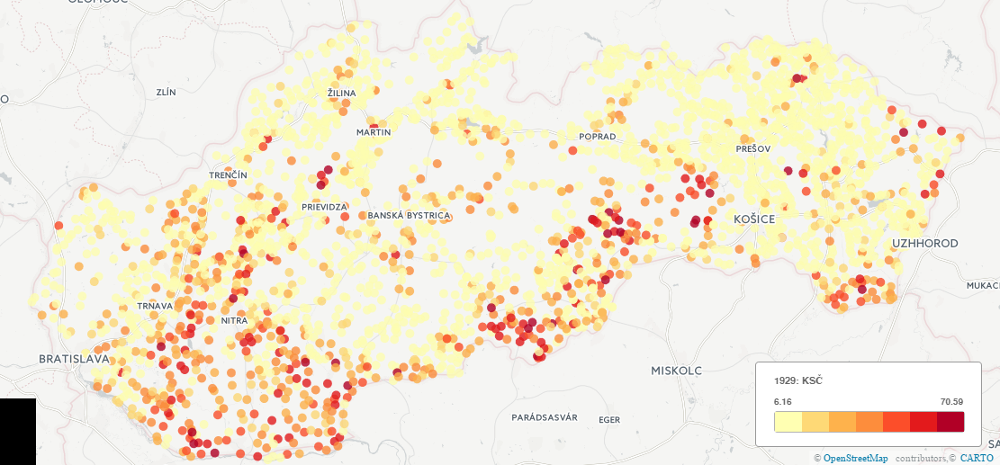 ZLÍN
ŽILINA
MARTIN
POPRAD
PREŠOV
TRENČÍN
PRIEVIDZA
BANSKÁ BYSTRICA
KOŠICE
UZHHOROD
TRNAVA
NITRA
BRATISLAVA
MISKOLC
PARÁDSASVÁR
EGER
1929: KSČ
6.16 70.59
© OpenStreetMap contributors, © CARTO